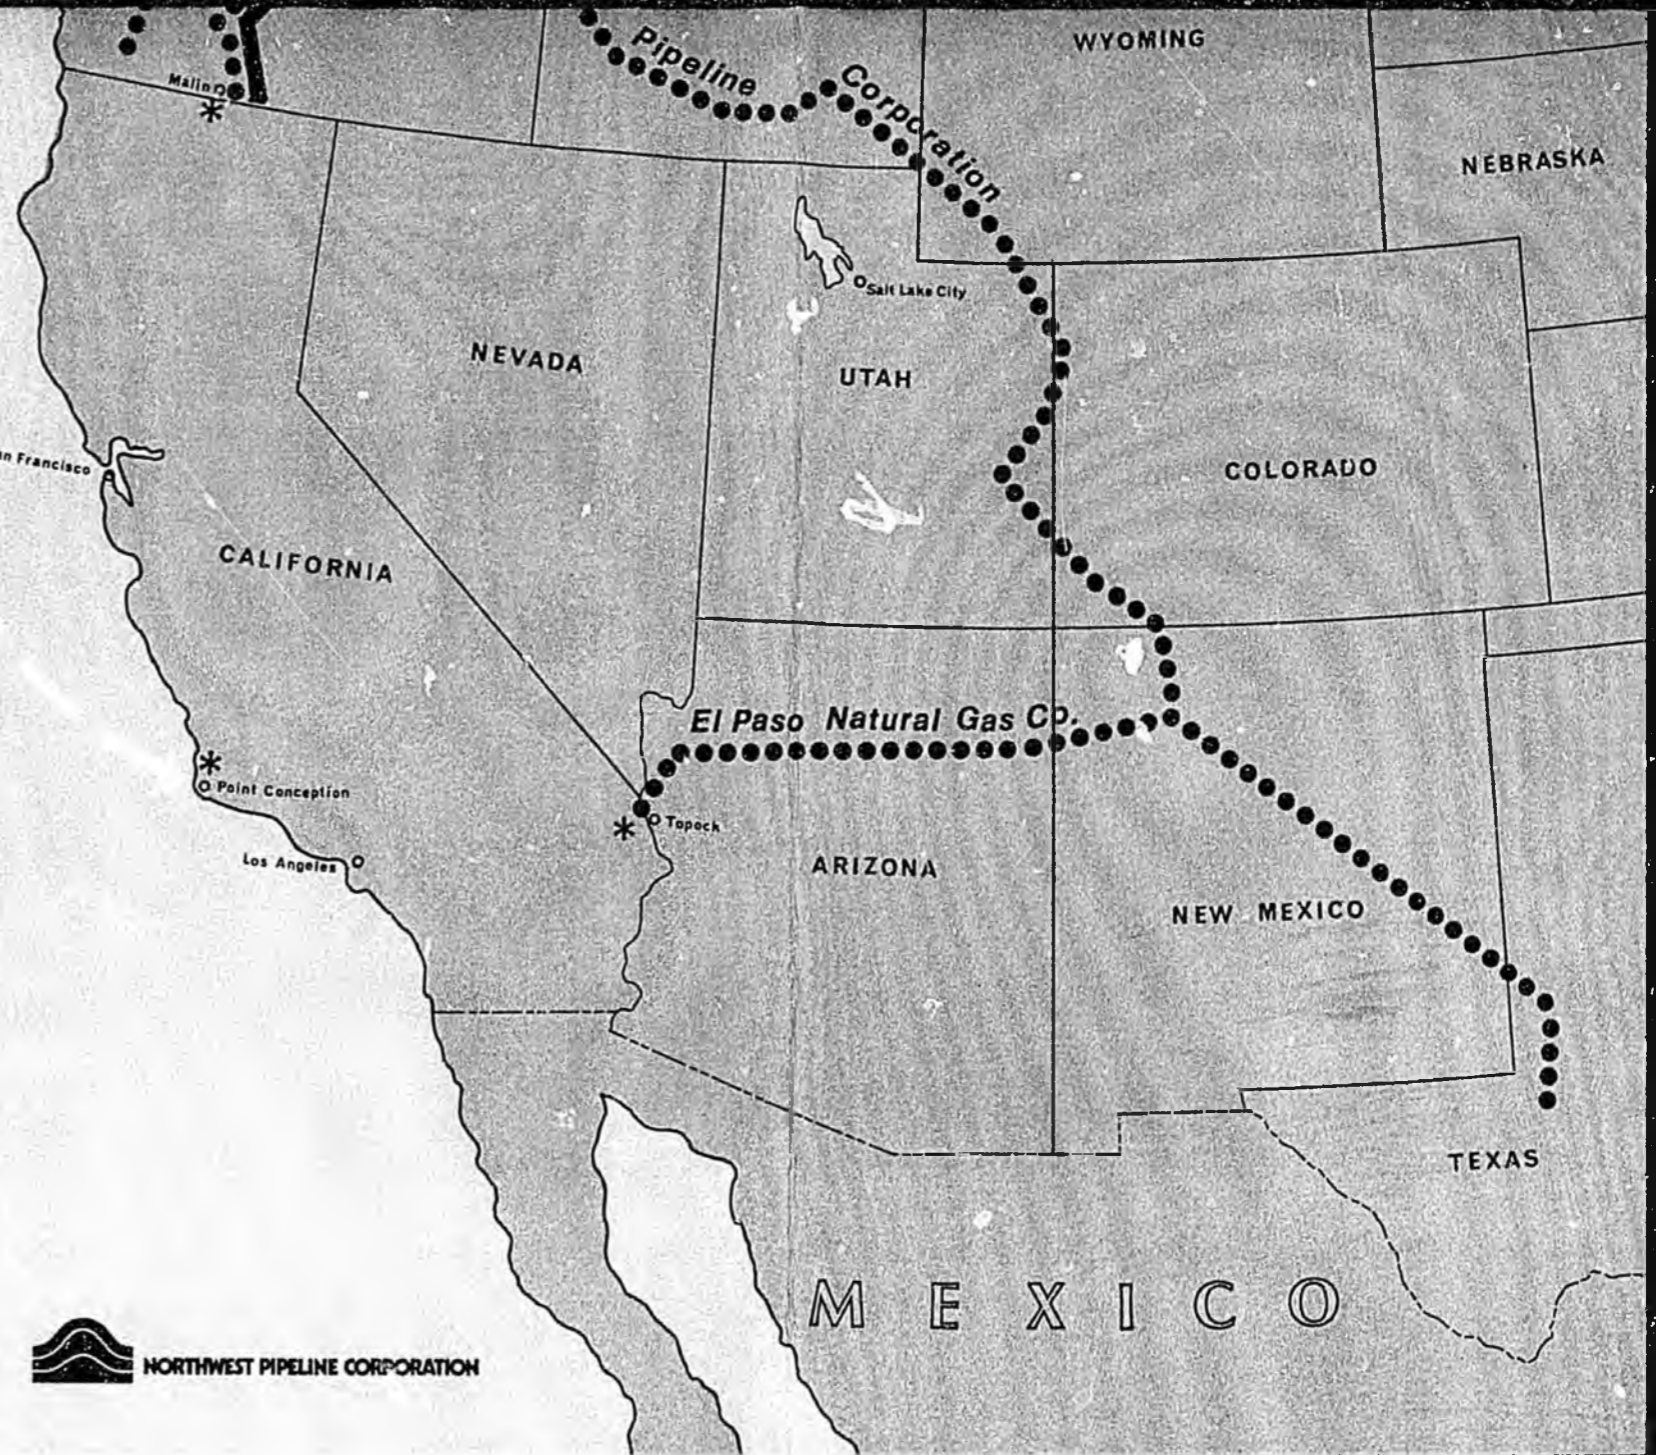 WYOMING
Pipeline Corporation
Malin
*
NEBRASKA
Salt Lake City
NEVADA
UTAH
Francisco
COLORADO
CALIFORNIA
El Paso Natural Gas Co.
*
Point Conception
* Topock
Los Angeles
ARIZONA
NEW MEXICO
TEXAS
MEXICO
NORTHWEST PIPELINE CORPORATION